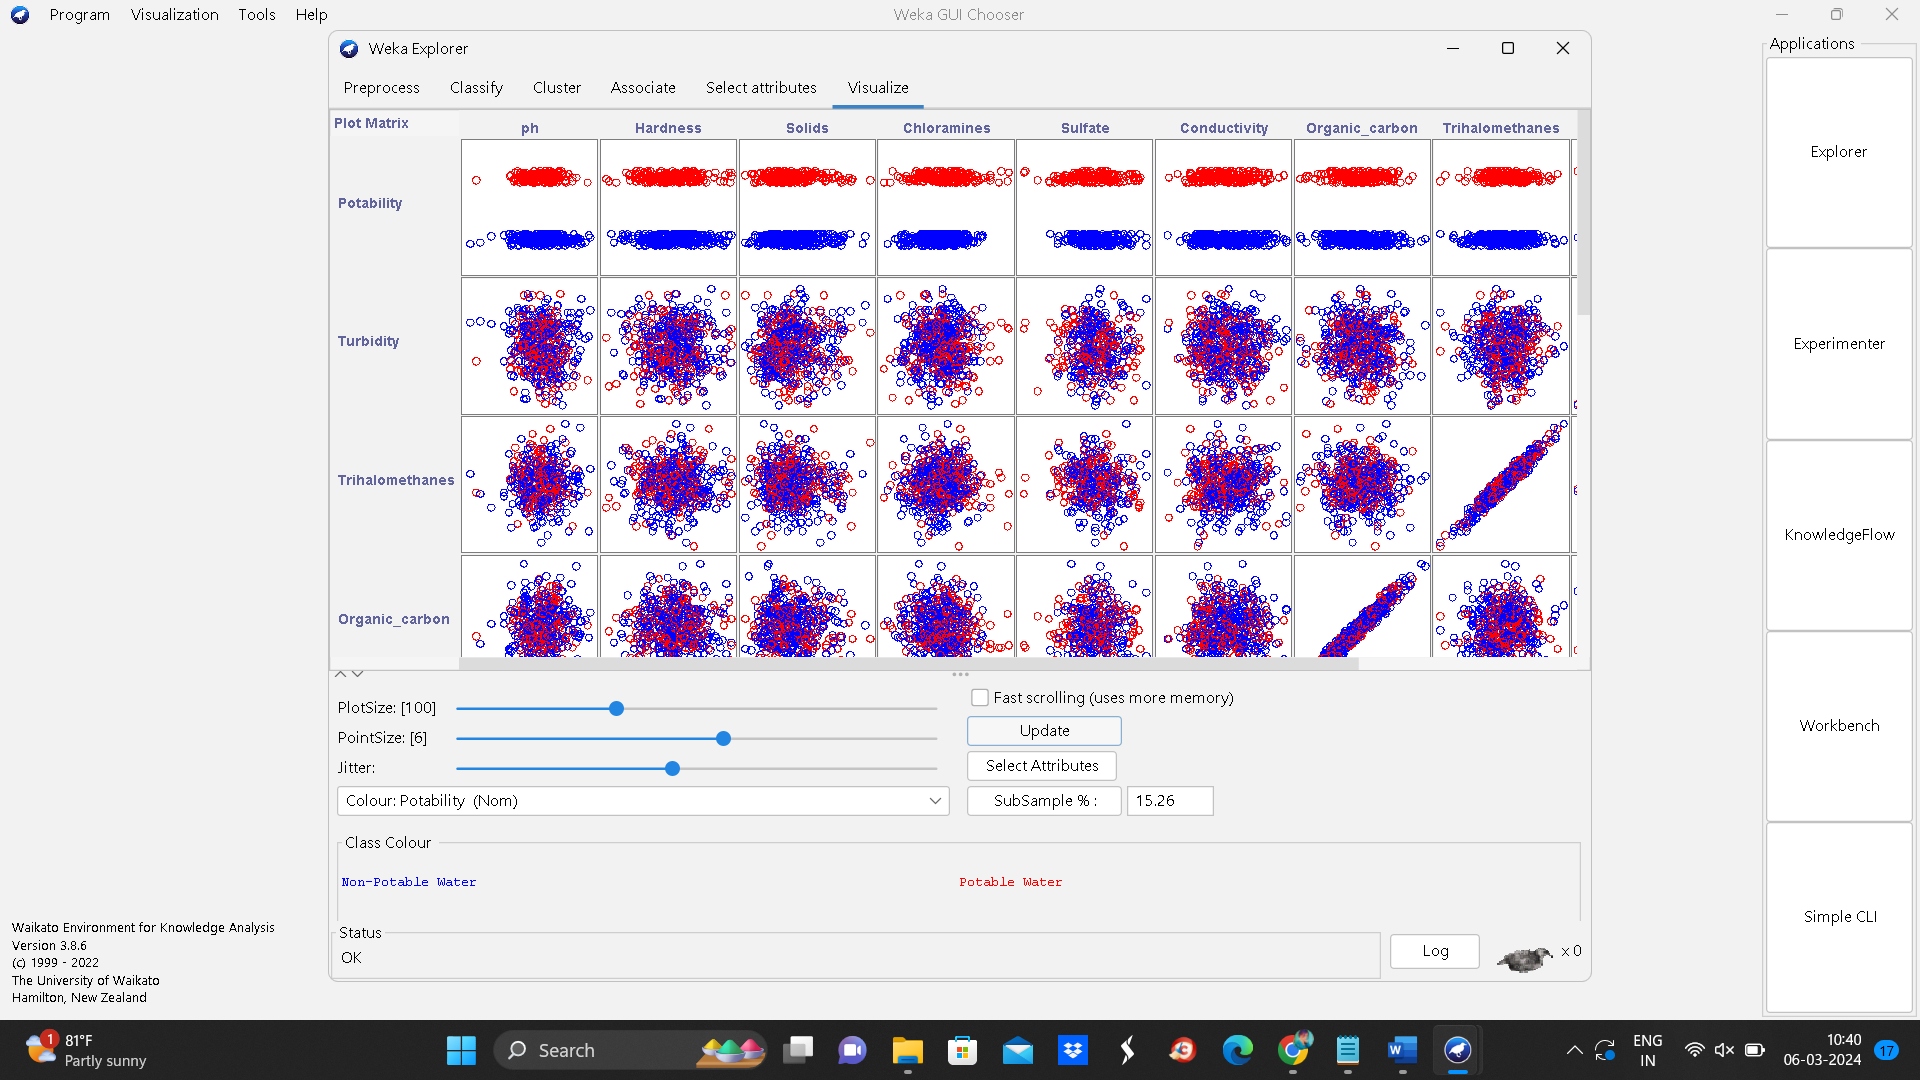 Program Visualization Tools Help
Weka GUI Chooser
Weka Explorer
Preprocess Classify Cluster Associate Select attributes Visualize
Plot Matrix ph Hardness Solids Chloramines Sulfate Conductivity Organic_carbon Trihalomethanes
Potability
Turbidity
Trihalomethanes
Organic_carbon
PlotSize: [100]
PointSize: [6]
Jitter:
Colour: Potability (Nom)
Fast scrolling (uses more memory)
Update
Select Attributes
SubSample % : 15.26
Class Colour
Non-Potable Water Potable Water
Status
OK
Log
x 0
Applications
Explorer
Experimenter
KnowledgeFlow
Workbench
Simple CLI
Waikato Environment for Knowledge Analysis
Version 3.8.6
(c) 1999 - 2022
The University of Waikato
Hamilton, New Zealand
1
81°F
Partly sunny
Search
ENG
IN
10:40
06-03-2024
17